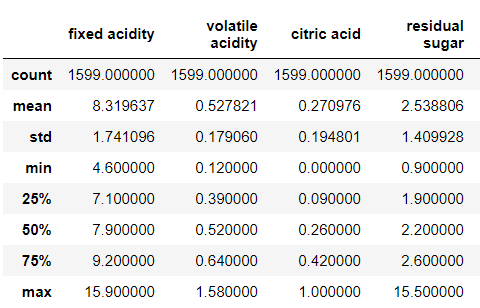 fixed acidity volatile acidity citric acid residual sugar
count 1599.000000 1599.000000 1599.000000 1599.000000
mean 8.319637 0.527821 0.270976 2.538806
std 1.741096 0.179060 0.194801 1.409928
min 4.600000 0.120000 0.000000 0.900000
25% 7.100000 0.390000 0.090000 1.900000
50% 7.900000 0.520000 0.260000 2.200000
75% 9.200000 0.640000 0.420000 2.600000
max 15.900000 1.580000 1.000000 15.500000